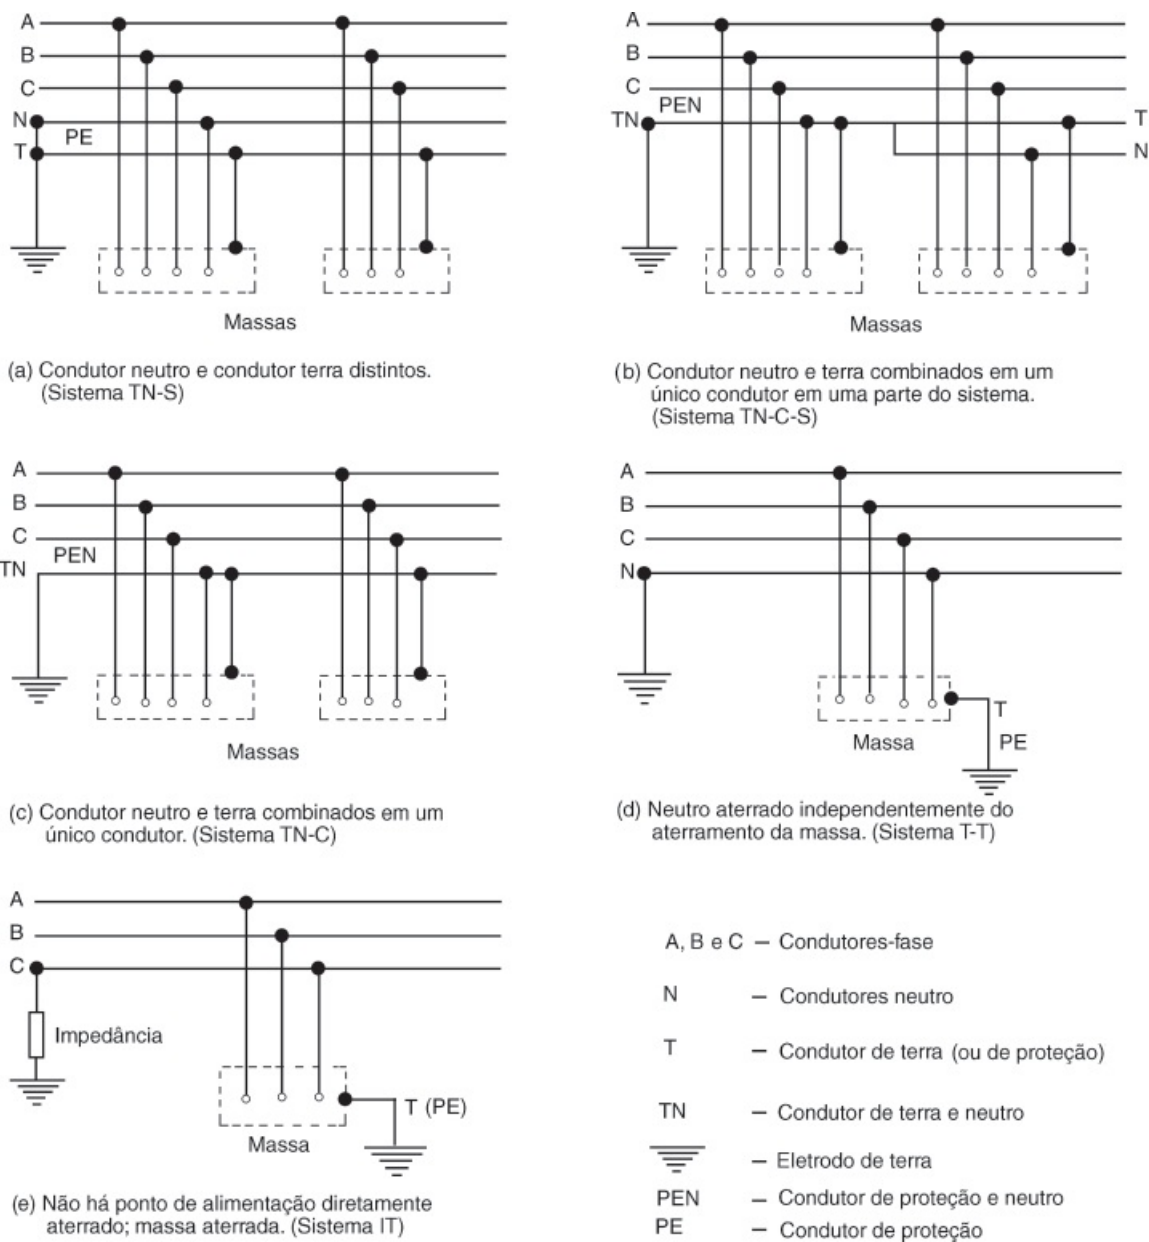 A
B
C
N
PE
T
Massas
(a) Condutor neutro e condutor terra distintos.
(Sistema TN-S)
A
B
C
PEN
TN
T
N
Massas
(b) Condutor neutro e terra combinados em um
único condutor em uma parte do sistema.
(Sistema TN-C-S)
A
B
C
PEN
TN
Massas
(c) Condutor neutro e terra combinados em um
único condutor. (Sistema TN-C)
A
B
C
N
T
PE
Massa
(d) Neutro aterrado independentemente do
aterramento da massa. (Sistema T-T)
A
B
C
Impedância
T (PE)
Massa
(e) Não há ponto de alimentação diretamente
aterrado; massa aterrada. (Sistema IT)
A, B e C – Condutores-fase
N – Condutores neutro
T – Condutor de terra (ou de proteção)
TN – Condutor de terra e neutro
– Eletrodo de terra
PEN – Condutor de proteção e neutro
PE – Condutor de proteção